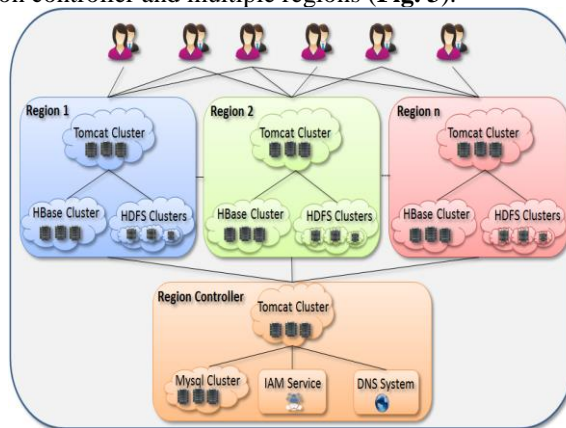 on controller and multiple regions (Fig. 3).
Region 1
Region 2
Region n
Tomcat Cluster
Tomcat Cluster
Tomcat Cluster
HBase Cluster
HDFS Clusters
HBase Cluster
HDFS Clusters
HBase Cluster
HDFS Clusters
Region Controller
Tomcat Cluster
Mysql Cluster
IAM Service
DNS System